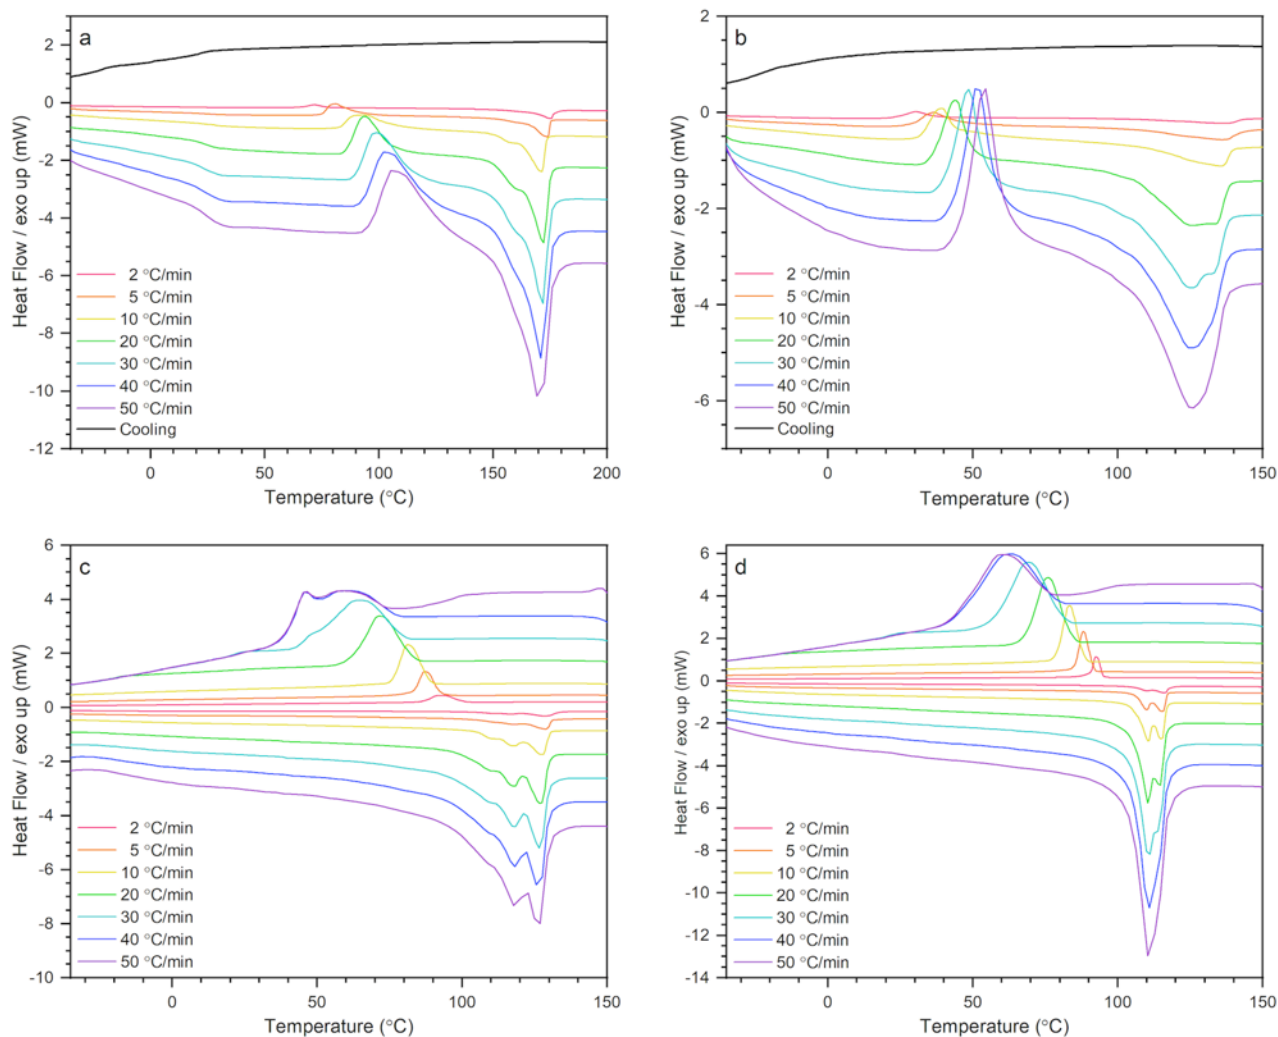 a
Heat Flow / exo up (mW)
2
0
-2
-4
-6
-8
-10
-12
2 °C/min
5 °C/min
10 °C/min
20 °C/min
30 °C/min
40 °C/min
50 °C/min
Cooling
0 50 100 150 200
Temperature (°C)
b
Heat Flow / exo up (mW)
2
0
-2
-4
-6
2 °C/min
5 °C/min
10 °C/min
20 °C/min
30 °C/min
40 °C/min
50 °C/min
Cooling
0 50 100 150
Temperature (°C)
c
Heat Flow / exo up (mW)
6
4
2
0
-2
-4
-6
-8
-10
2 °C/min
5 °C/min
10 °C/min
20 °C/min
30 °C/min
40 °C/min
50 °C/min
0 50 100 150
Temperature (°C)
d
Heat Flow / exo up (mW)
6
4
2
0
-2
-4
-6
-8
-10
-12
-14
2 °C/min
5 °C/min
10 °C/min
20 °C/min
30 °C/min
40 °C/min
50 °C/min
0 50 100 150
Temperature (°C)